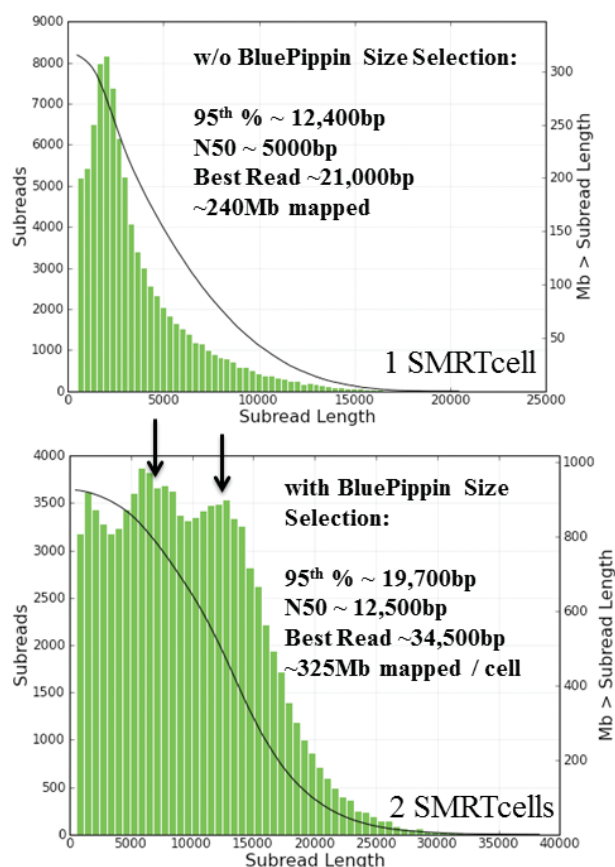 9000
8000
7000
6000
5000
4000
3000
2000
1000
0
Subreads
w/o BluePippin Size Selection:
95th % ~ 12,400bp
N50 ~ 5000bp
Best Read ~21,000bp
~240Mb mapped
1 SMRTcell
300
250
200
150
100
50
Mb > Subread Length
0 5000 10000 15000 20000 25000
Subread Length
4000
3500
3000
2500
2000
1500
1000
500
0
Subreads
with BluePippin Size
Selection:
95th % ~ 19,700bp
N50 ~ 12,500bp
Best Read ~34,500bp
~325Mb mapped / cell
2 SMRTcells
1000
800
600
400
200
Mb > Subread Length
0 5000 10000 15000 20000 25000 30000 35000 40000
Subread Length